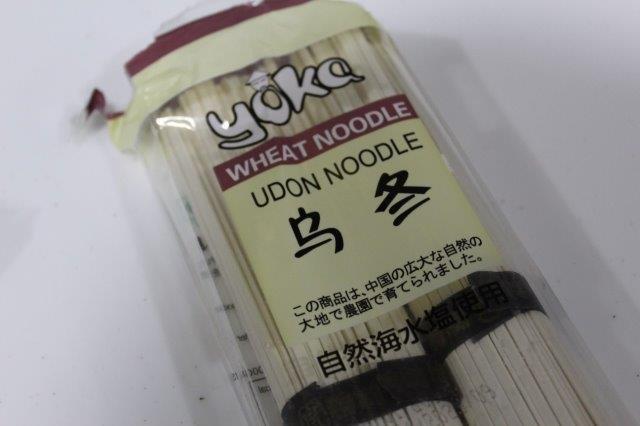 yoka
WHEAT NOODLE
UDON NOODLE
乌冬
この商品は、中国の広大な自然の
大地で農園で育てられました。
自然海水塩使用